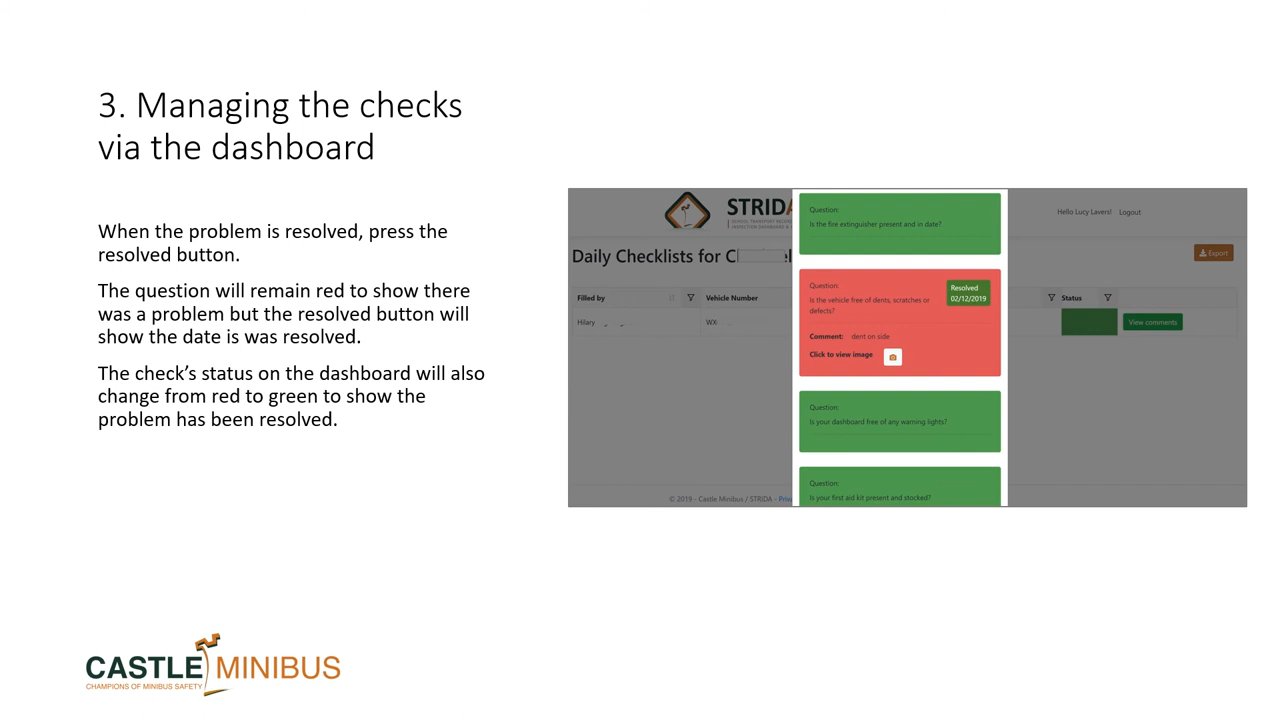 3. Managing the checks
via the dashboard
When the problem is resolved, press the
resolved button.
The question will remain red to show there
was a problem but the resolved button will
show the date is was resolved.
The check's status on the dashboard will also
change from red to green to show the
problem has been resolved.
STRIDA
Hello Lucy Lavers!
Logout
Daily Checklists for C
Export
Filled by
Vehicle Number
Status
Hilary
WX
View comments
Question:
Is the fire extinguisher present and in date?
Question:
Is the vehicle free of dents, scratches or
defects?
Resolved
02/12/2019
Comment: dent on side
Click to view image
Question:
Is your dashboard free of any warning lights?
Question:
Is your first aid kit present and stocked?
© 2019 - Castle Minibus / STRIDA - Priv
CASTLE MINIBUS
CHAMPIONS OF MINIBUS SAFETY